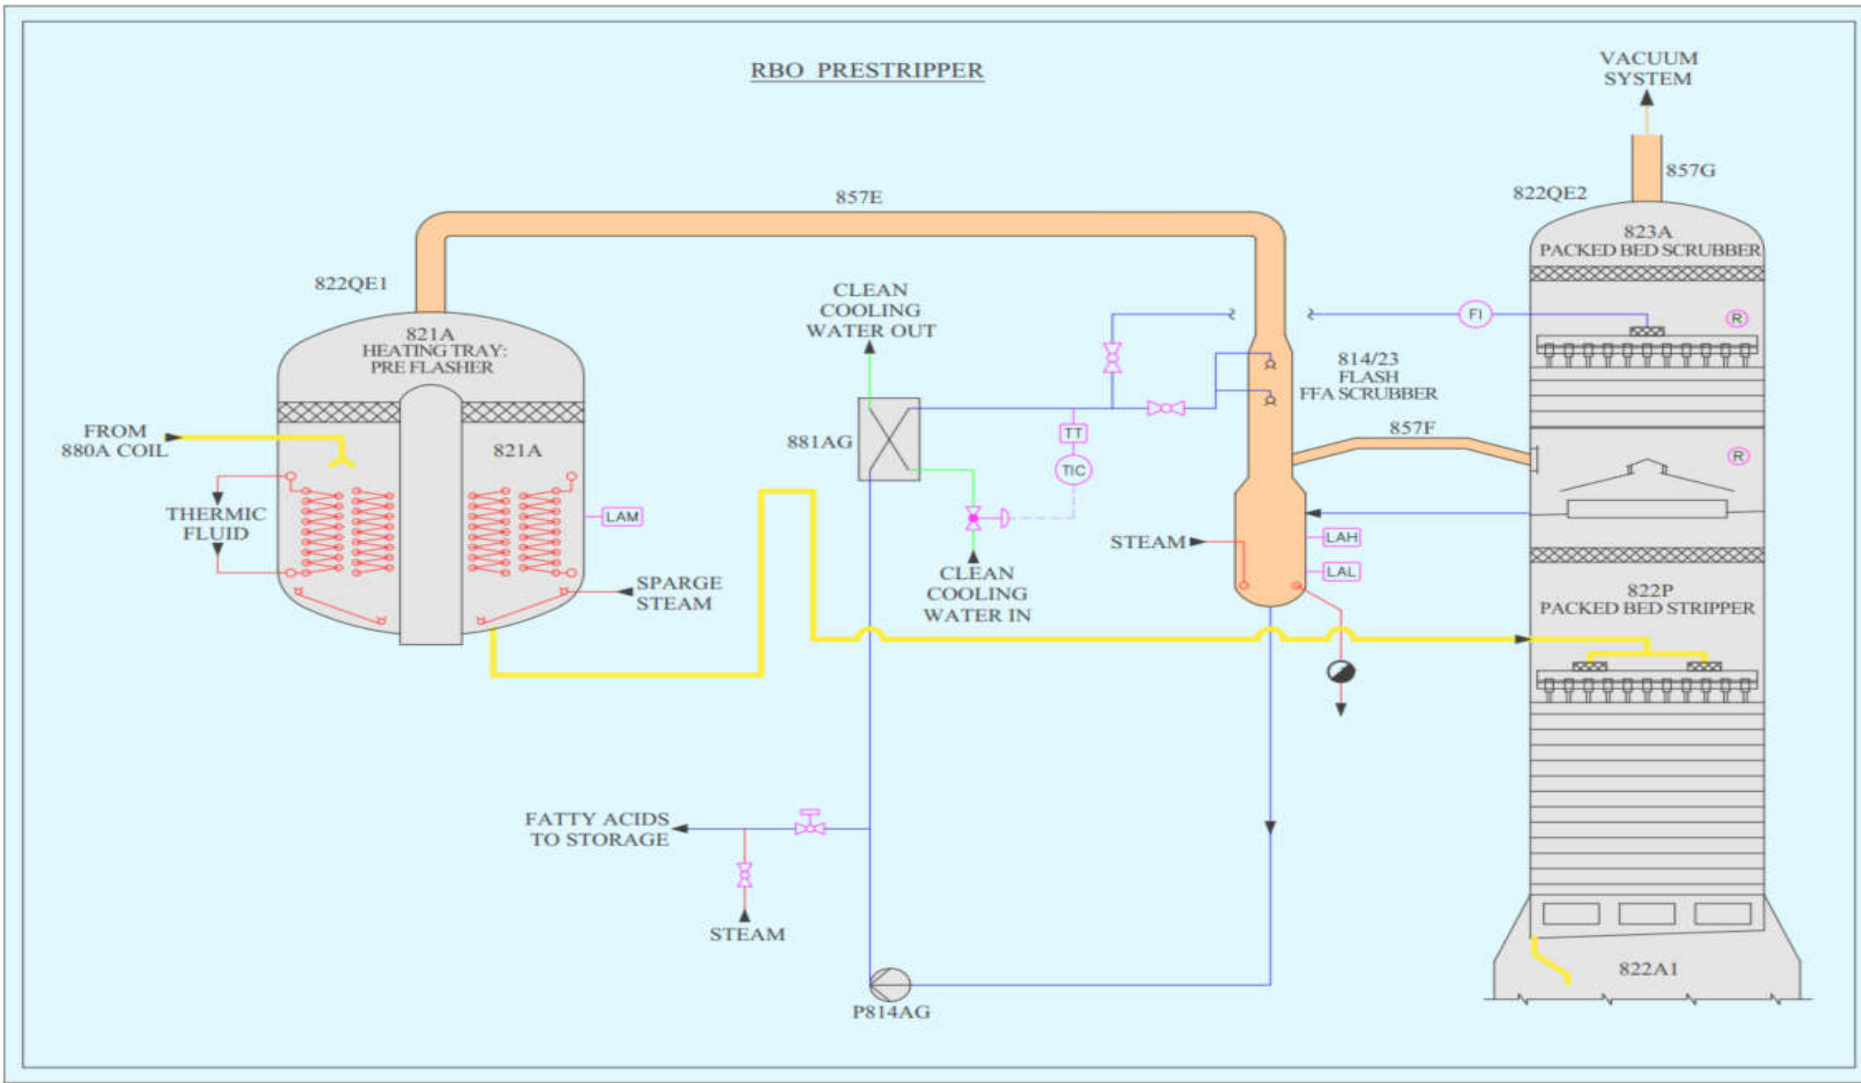 RBO PRESTRIPPER
VACUUM
SYSTEM
857G
822QE2
857E
823A
PACKED BED SCRUBBER
822QE1
CLEAN
COOLING
WATER OUT
FI
R
821A
HEATING TRAY:
PRE FLASHER
814/23
FLASH
FFA SCRUBBER
FROM
880A COIL
821A
881AG
TT
TIC
857F
R
THERMIC
FLUID
LAM
STEAM
LAH
LAL
CLEAN
COOLING
WATER IN
SPARGE
STEAM
822P
PACKED BED STRIPPER
FATTY ACIDS
TO STORAGE
STEAM
822A1
P814AG